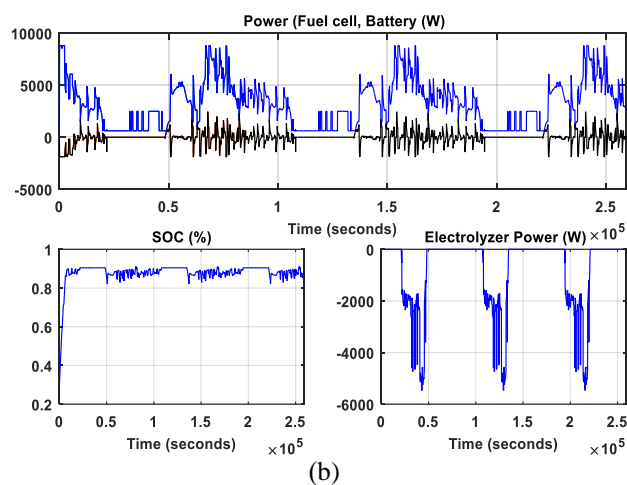 Power (Fuel cell, Battery (W)
10000
5000
0
-5000
0 0.5 1 1.5 2 2.5
Time (seconds) ×10^5
SOC (%)
1
0.8
0.6
0.4
0.2
0 0.5 1 1.5 2 2.5
Time (seconds)
×10^5
Electrolyzer Power (W)
0
-2000
-4000
-6000
0 0.5 1 1.5 2 2.5
Time (seconds)
×10^5
(b)